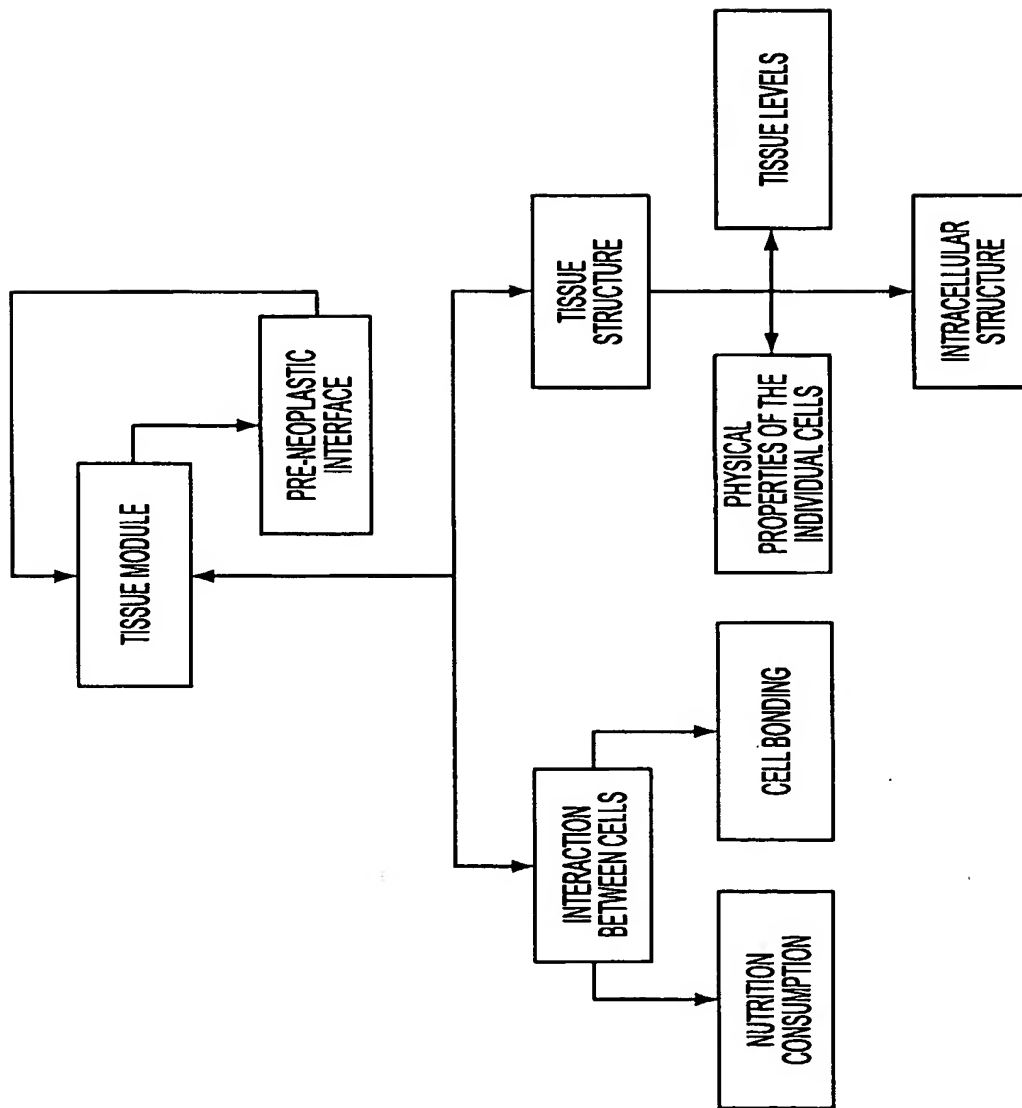 TISSUE MODULE
PRE-NEOPLASTIC
INTERFACE
INTERACTION
BETWEEN CELLS
TISSUE
STRUCTURE
NUTRITION
CONSUMPTION
CELL BONDING
PHYSICAL
PROPERTIES OF THE
INDIVIDUAL CELLS
TISSUE LEVELS
INTRACELLULAR
STRUCTURE